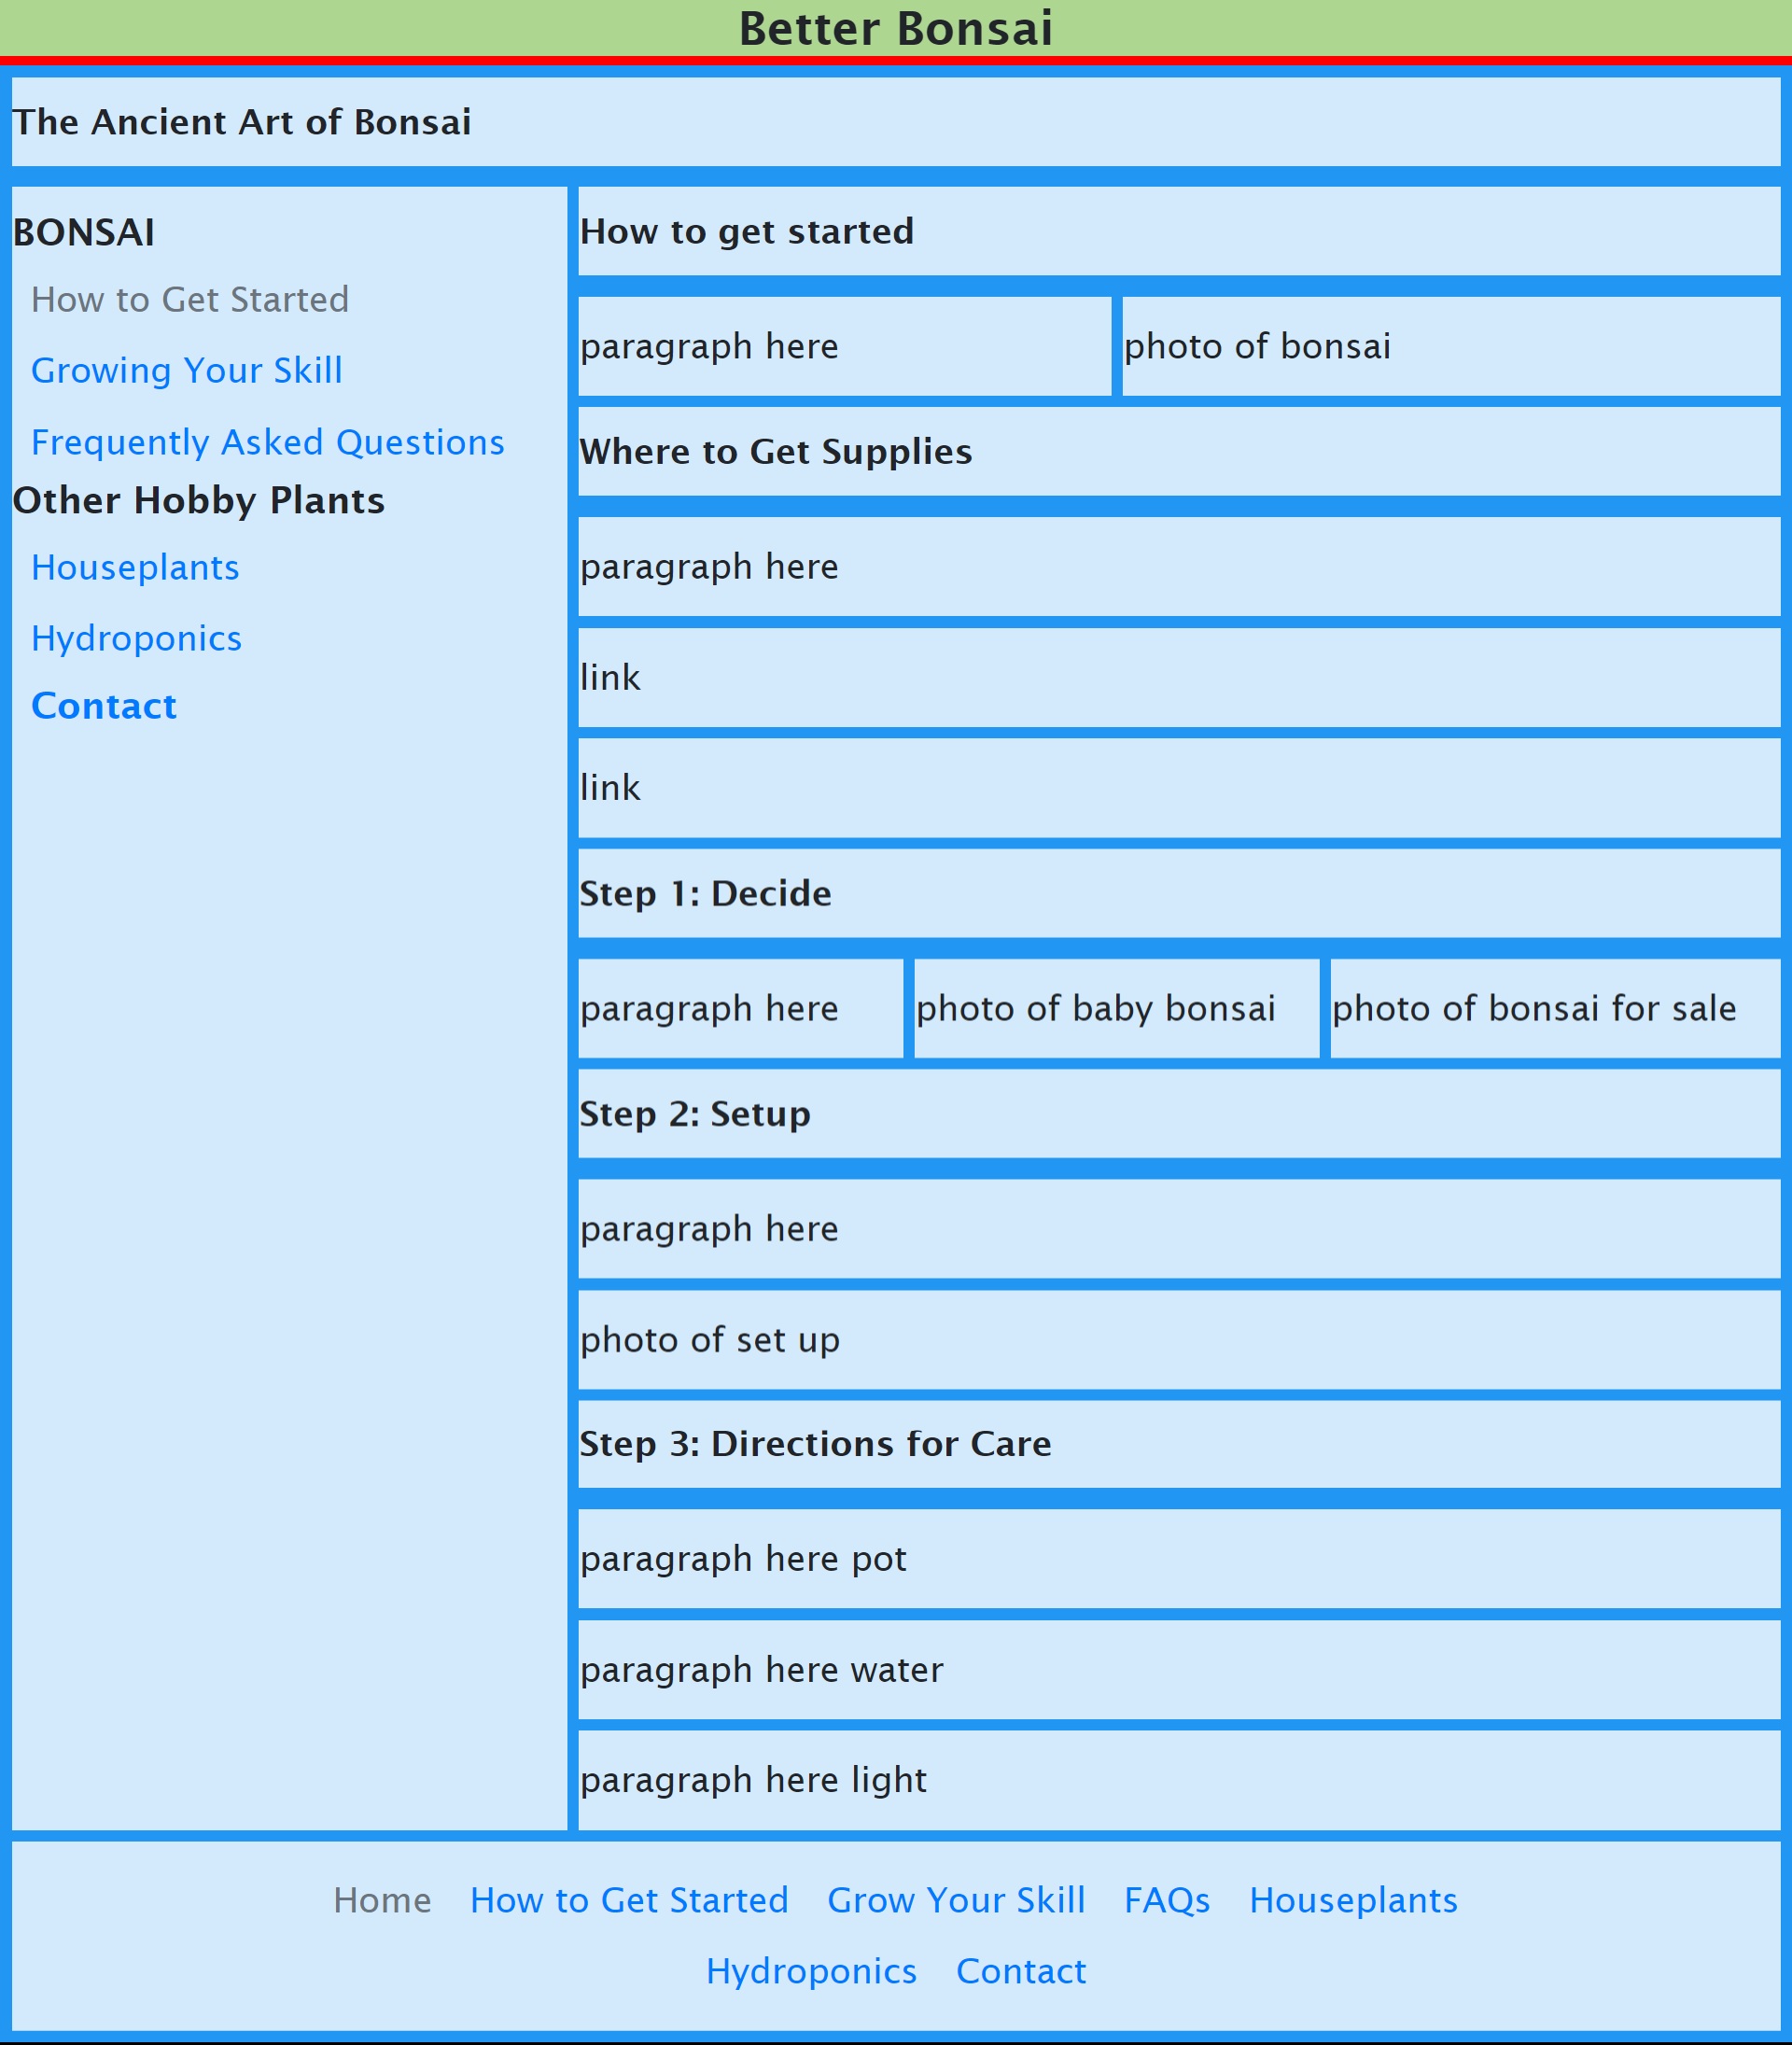 Better Bonsai
The Ancient Art of Bonsai
BONSAI
How to Get Started
Growing Your Skill
Frequently Asked Questions
Other Hobby Plants
Houseplants
Hydroponics
Contact
How to get started
paragraph here
photo of bonsai
Where to Get Supplies
paragraph here
link
link
Step 1: Decide
paragraph here
photo of baby bonsai
photo of bonsai for sale
Step 2: Setup
paragraph here
photo of set up
Step 3: Directions for Care
paragraph here pot
paragraph here water
paragraph here light
Home How to Get Started Grow Your Skill FAQs Houseplants
Hydroponics Contact